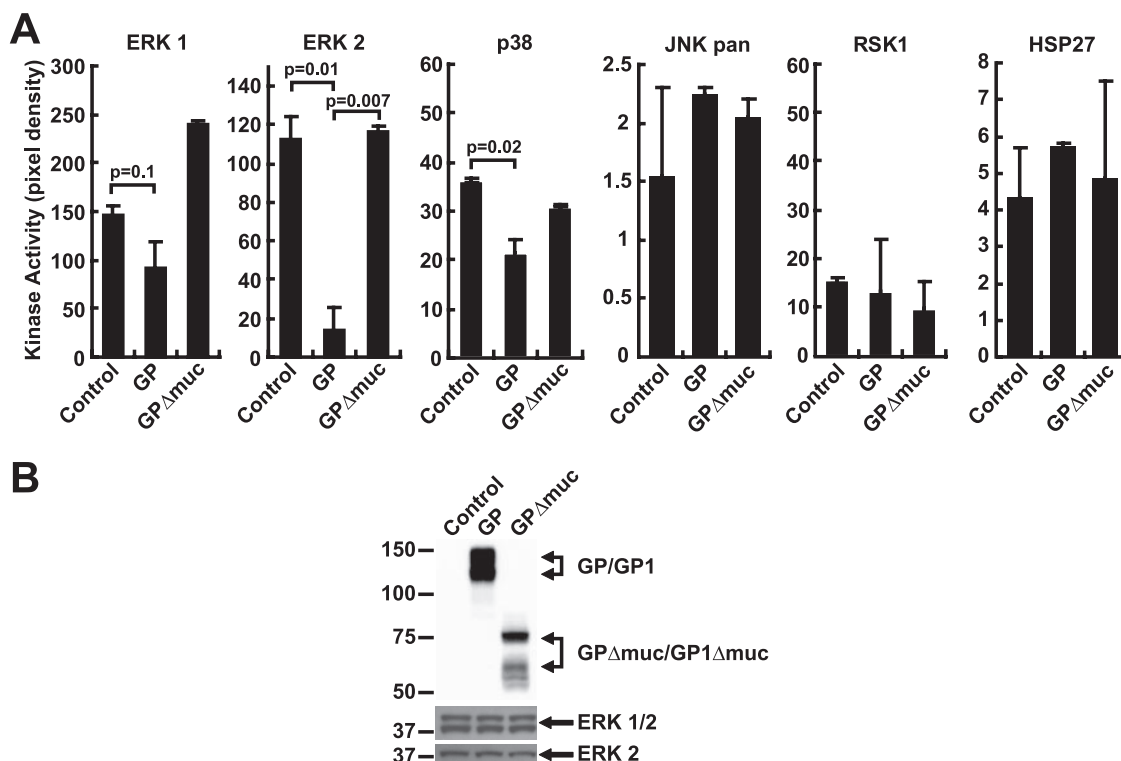 A
ERK 1
ERK 2
p38
JNK pan
RSK1
HSP27
Kinase Activity (pixel density)
300
250
200
150
100
50
0
p=0.1
Control
GP
GPΔmuc
140
120
100
80
60
40
20
0
p=0.01
p=0.007
Control
GP
GPΔmuc
60
50
40
30
20
10
0
p=0.02
Control
GP
GPΔmuc
2.5
2
1.5
1
2.5
0
Control
GP
GPΔmuc
60
50
40
30
20
10
0
Control
GP
GPΔmuc
8
7
6
5
4
3
2
1
0
Control
GP
GPΔmuc
B
Control
GP
GPΔmuc
150
100
75
50
37
37
GP/GP1
GPΔmuc/GP1Δmuc
ERK 1/2
ERK 2